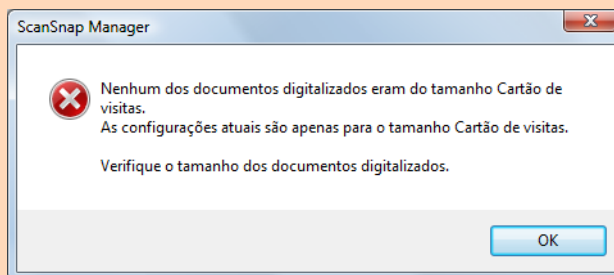 ScanSnap Manager
Nenhum dos documentos digitalizados eram do tamanho Cartão de
visitas.
As configurações atuais são apenas para o tamanho Cartão de visitas.
Verifique o tamanho dos documentos digitalizados.
OK